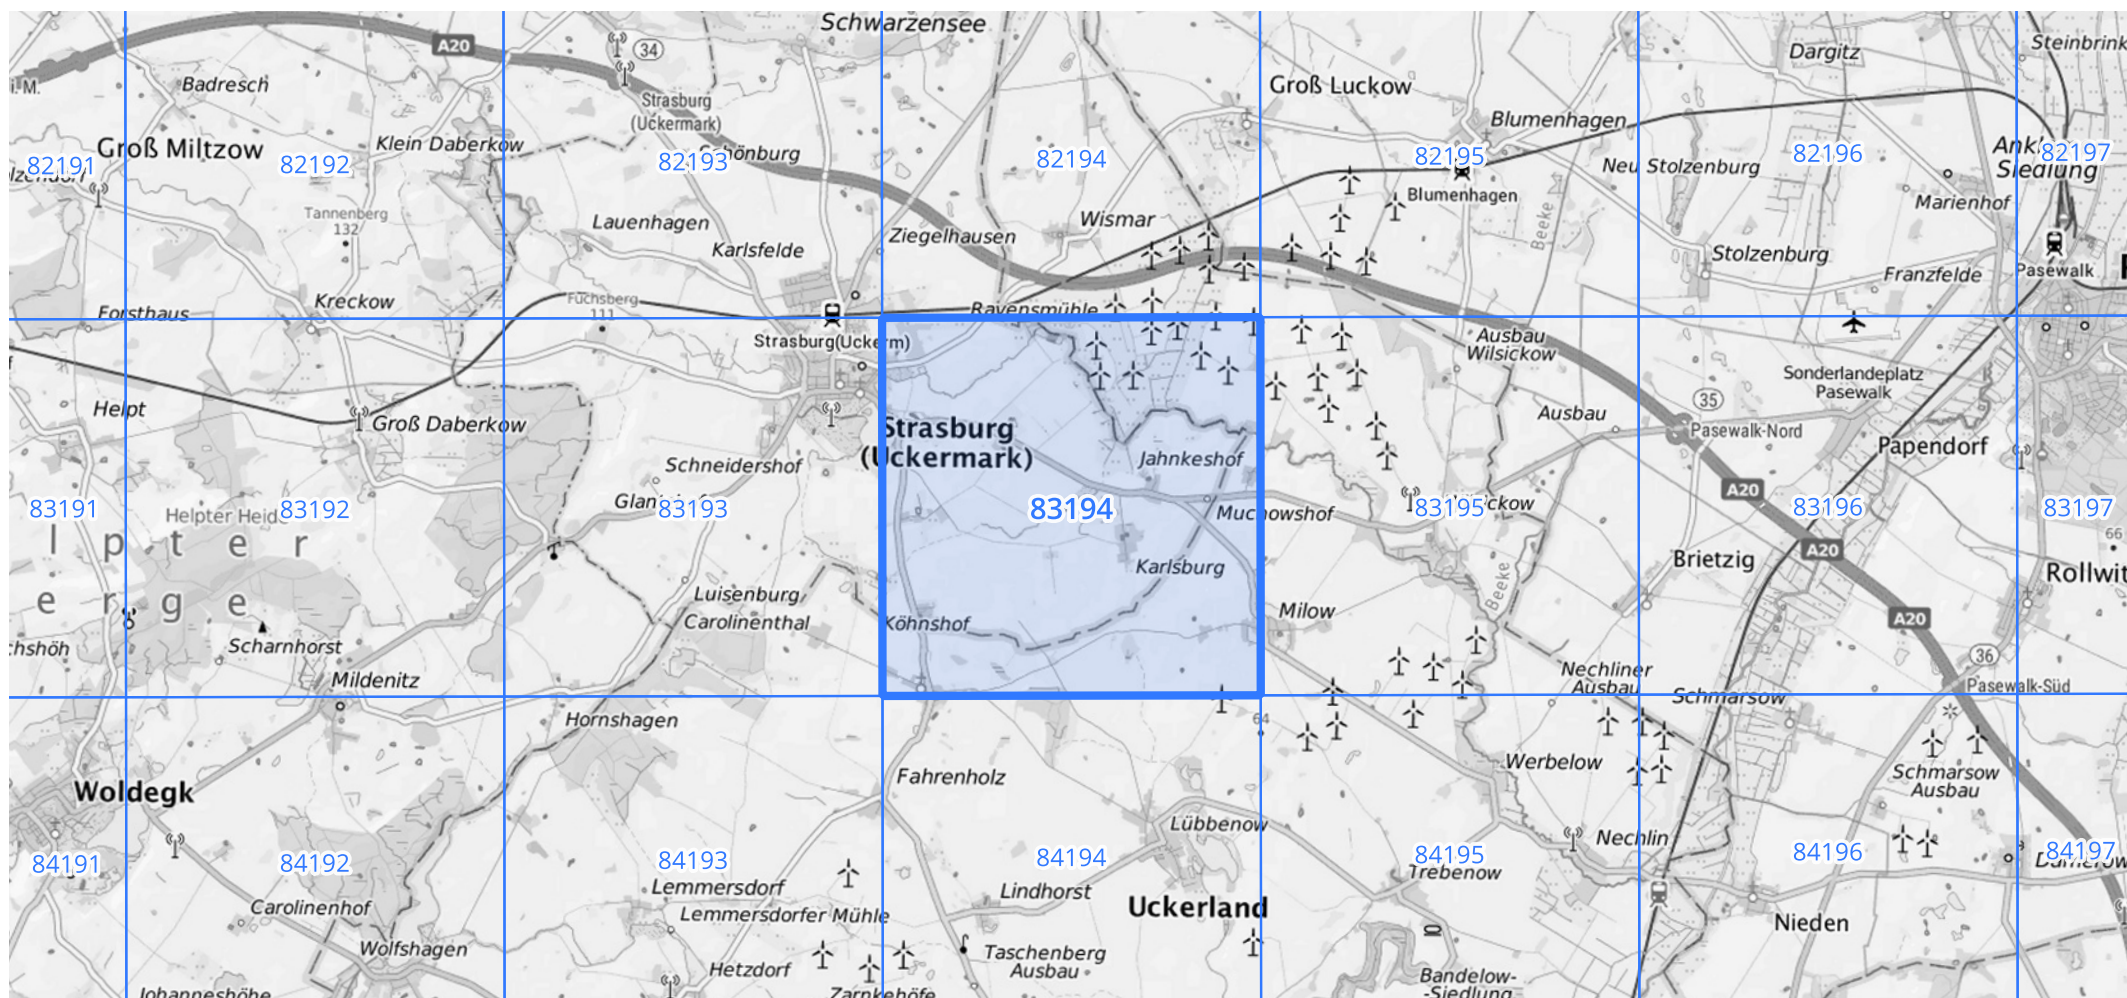 Schwarzensee
Steinbrink
Dargitz
A20
34
i. M.
Badresch
Groß Luckow
Strasburg
(Uckermark)
Blumenhagen
Groß Miltzow
Klein Daberkow
Schönburg
82191
82192
82193
82194
82195
82196
82197
Neu Stolzenburg
Siedlung
Blumenhagen
Marienhof
Tannenberg
132
Lauenhagen
Wismar
Beeke
Ziegelhausen
Karlsfelde
Stolzenburg
Franzfelde
Pasewalk
Kreckow
Fuchsberg
111
Forsthaus
Ravensmühle
Strasburg(Uckerm)
Ausbau
Wilsickow
Sonderlandeplatz
Pasewalk
35
Helpt
Groß Daberkow
Ausbau
Pasewalk-Nord
Strasburg
(Uckermark)
Papendorf
Schneidershof
Jahnkeshof
A20
83191
83192
83193
83194
83195
83196
83197
Helpter Heide
Muchowshof
66
l p t e r
A20
Brietzig
Karlsburg
Rollwit
Beeke
e r g e
Luisenburg
Carolinenthal
Köhnshof
Milow
A20
chshöh
Scharnhorst
36
Mildenitz
Nechliner
Ausbau
Pasewalk-Süd
Schmarsow
Hornshagen
64
Werbelow
Schmarsow
Ausbau
Fahrenholz
Woldegk
Lübbenow
Nechlin
84191
84192
84193
84194
84195
84196
84197
Damerow
Trebenow
Lemmersdorf
Lindhorst
Carolinenhof
Lemmersdorfer Mühle
Uckerland
Nieden
Wolfshagen
Taschenberg
Ausbau
Hetzdorf
Bandelow-
-Siedlung
Johanneshöhe
Zarnkehöfe